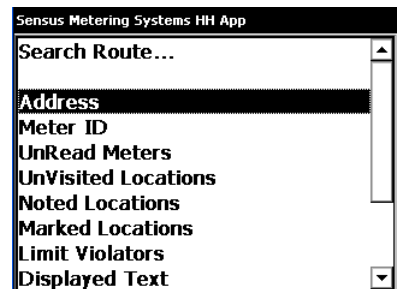 Sensus Metering Systems HH App
Search Route...
Address
Meter ID
UnRead Meters
UnVisited Locations
Noted Locations
Marked Locations
Limit Violators
Displayed Text